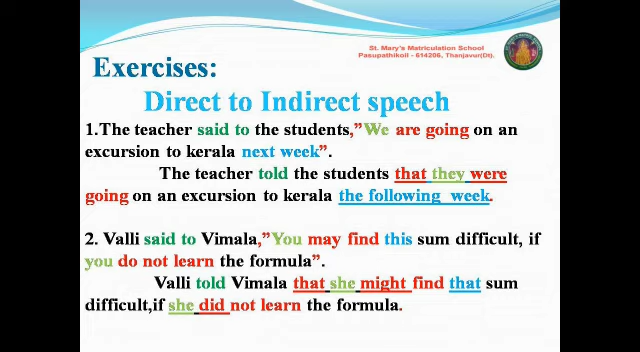 St. Mary's Matriculation School
Pasupathikoil - 614206, Thanjavur(Dt).
Exercises:
Direct to Indirect speech
1.The teacher said to the students,”We are going on an
excursion to kerala next week”.
The teacher told the students that they were
going on an excursion to kerala the following week.
2. Valli said to Vimala,”You may find this sum difficult, if
you do not learn the formula”.
Valli told Vimala that she might find that sum
difficult,if she did not learn the formula.